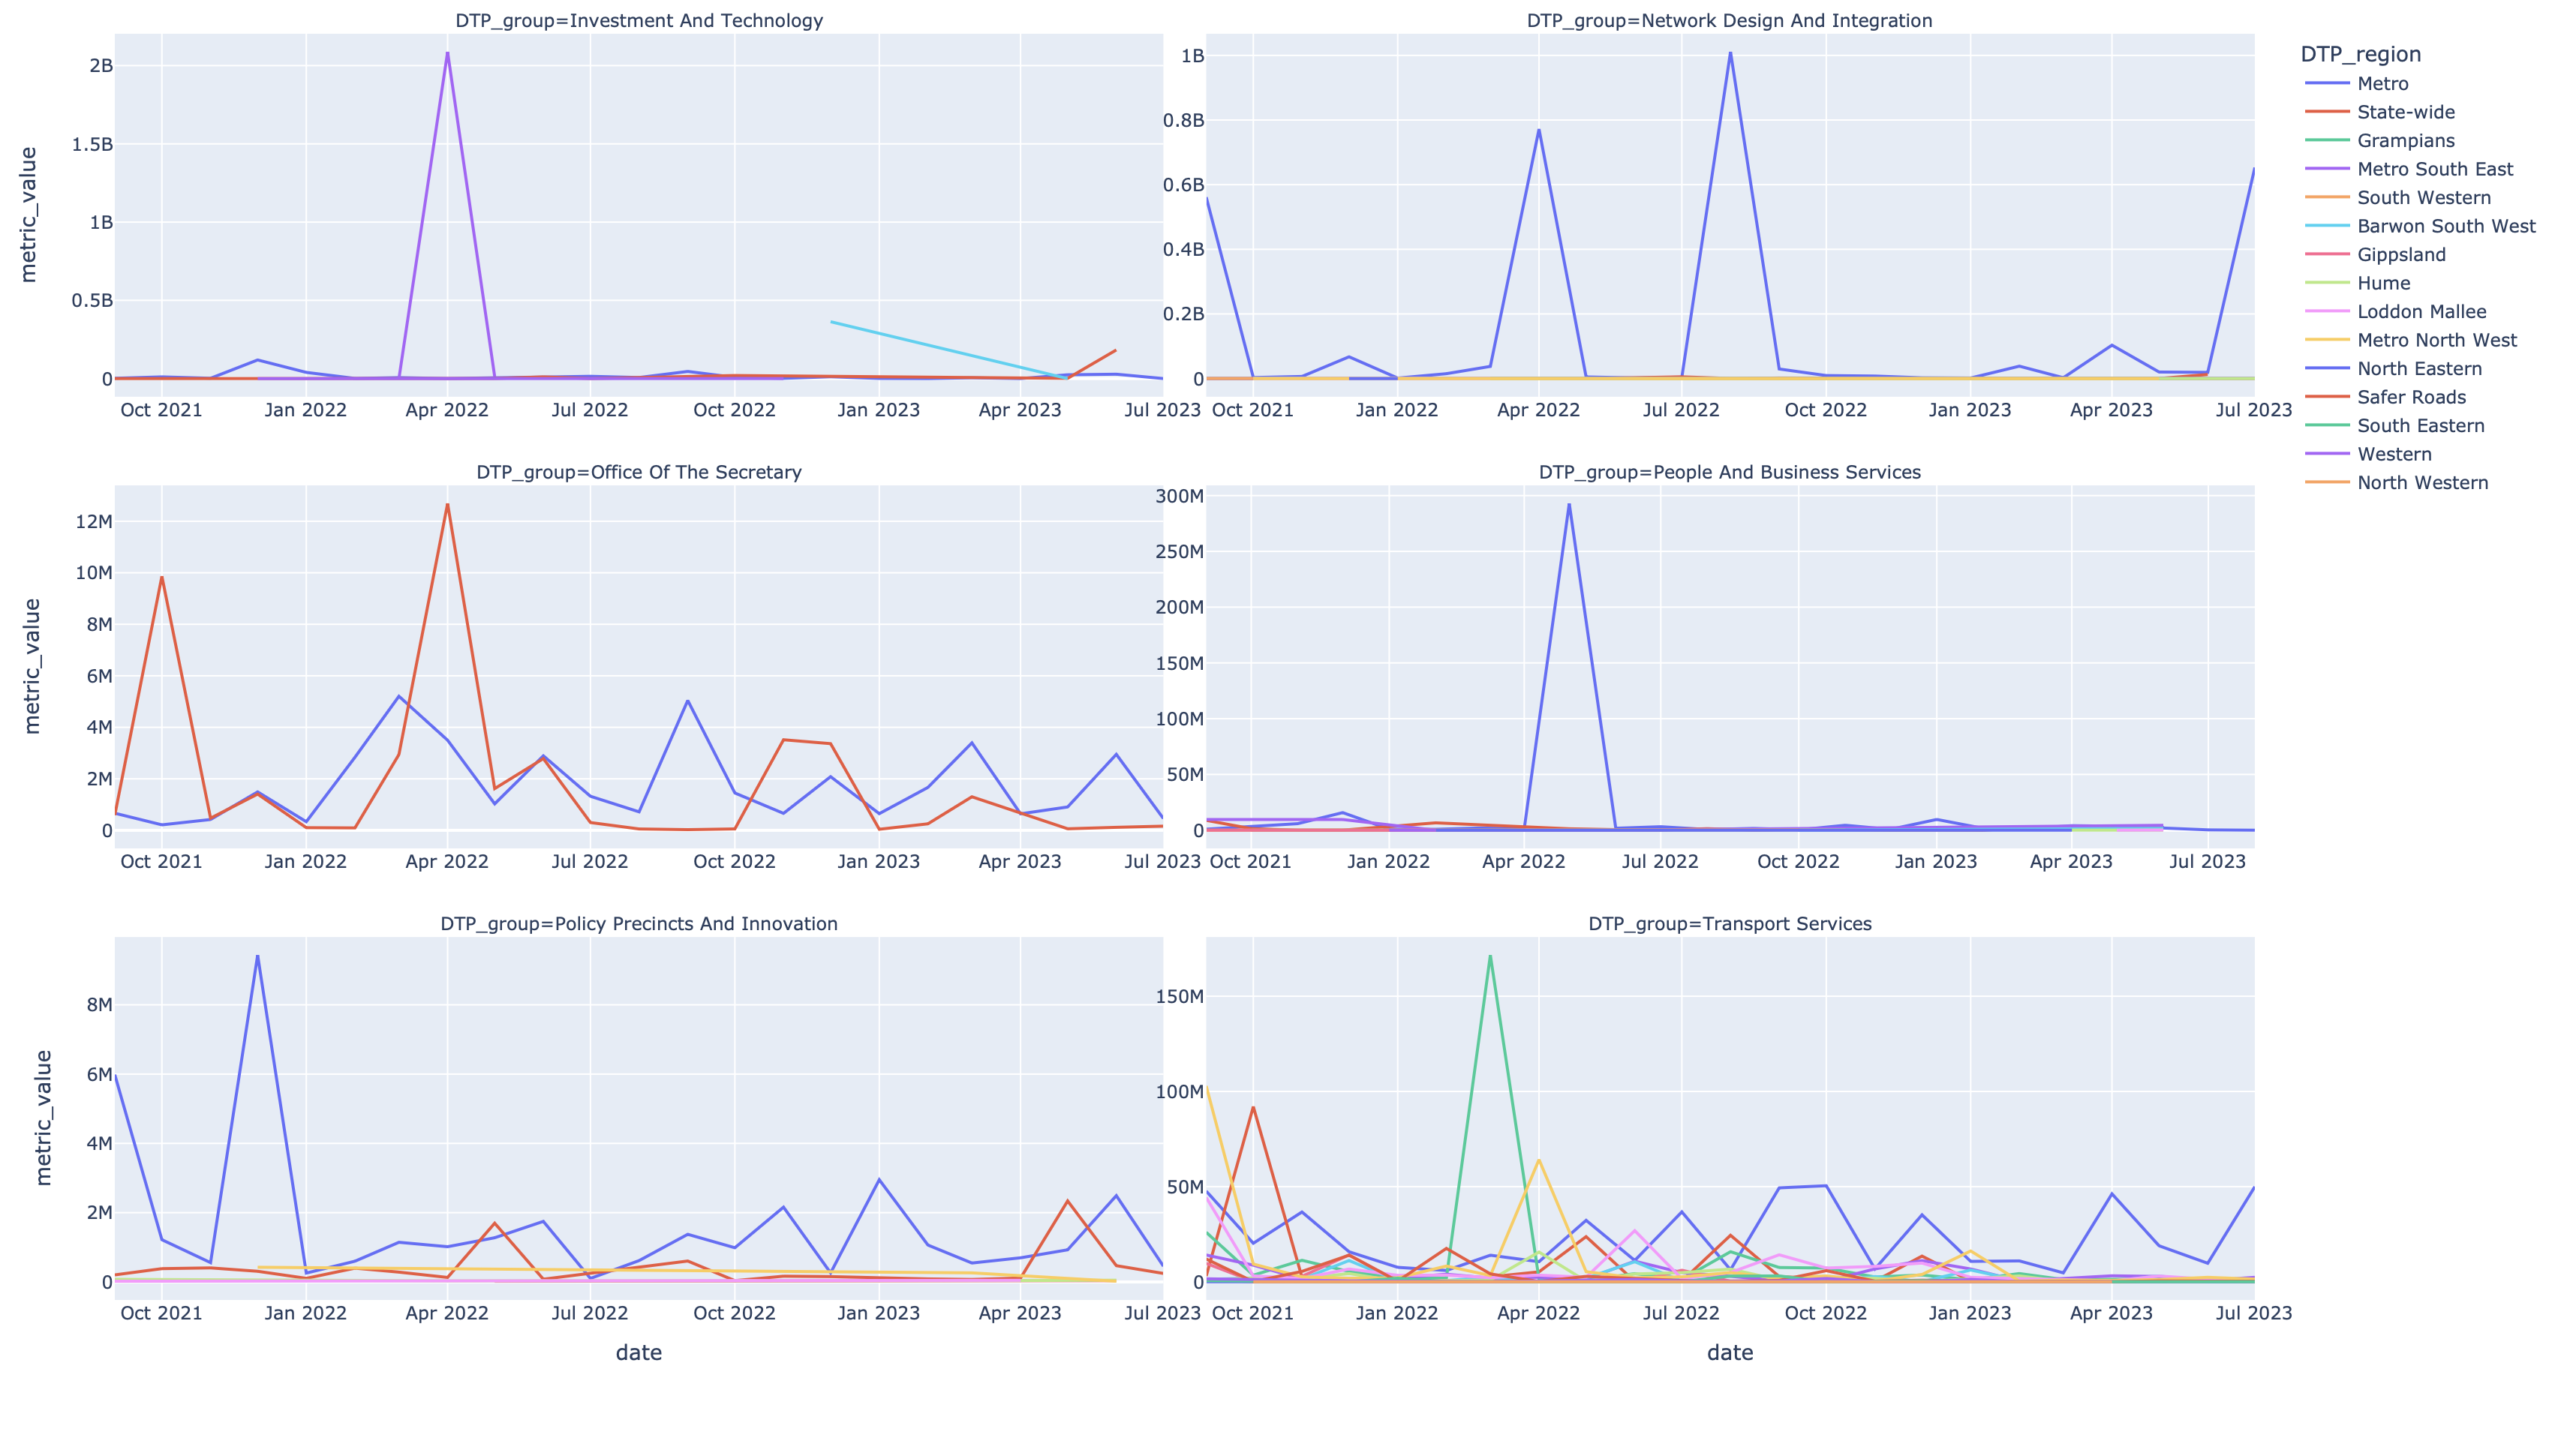 DTP_group=Investment And Technology
metric_value
2B
1.5B
1B
0.5B
0
Oct 2021
Jan 2022
Apr 2022
Jul 2022
Oct 2022
Jan 2023
Apr 2023
Jul 2023
DTP_group=Network Design And Integration
1B
0.8B
0.6B
0.4B
0.2B
0
Oct 2021
Jan 2022
Apr 2022
Jul 2022
Oct 2022
Jan 2023
Apr 2023
Jul 2023
DTP_region
Metro
State-wide
Grampians
Metro South East
South Western
Barwon South West
Gippsland
Hume
Loddon Mallee
Metro North West
North Eastern
Safer Roads
South Eastern
Western
North Western
DTP_group=Office Of The Secretary
metric_value
12M
10M
8M
6M
4M
2M
0
Oct 2021
Jan 2022
Apr 2022
Jul 2022
Oct 2022
Jan 2023
Apr 2023
Jul 2023
DTP_group=People And Business Services
300M
250M
200M
150M
100M
50M
0
Oct 2021
Jan 2022
Apr 2022
Jul 2022
Oct 2022
Jan 2023
Apr 2023
Jul 2023
DTP_group=Policy Precincts And Innovation
metric_value
8M
6M
4M
2M
0
Oct 2021
Jan 2022
Apr 2022
Jul 2022
Oct 2022
Jan 2023
Apr 2023
Jul 2023
date
DTP_group=Transport Services
150M
100M
50M
0
Oct 2021
Jan 2022
Apr 2022
Jul 2022
Oct 2022
Jan 2023
Apr 2023
Jul 2023
date